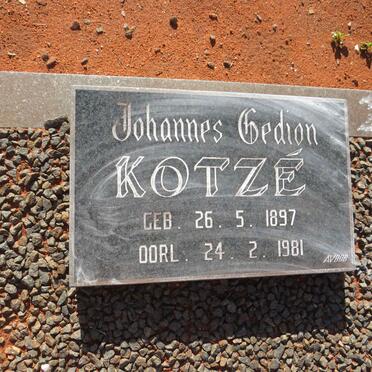 Johannes Gedion
KOTZÉ
GEB. 26. 5. 1897
OORL. 24. 2. 1981